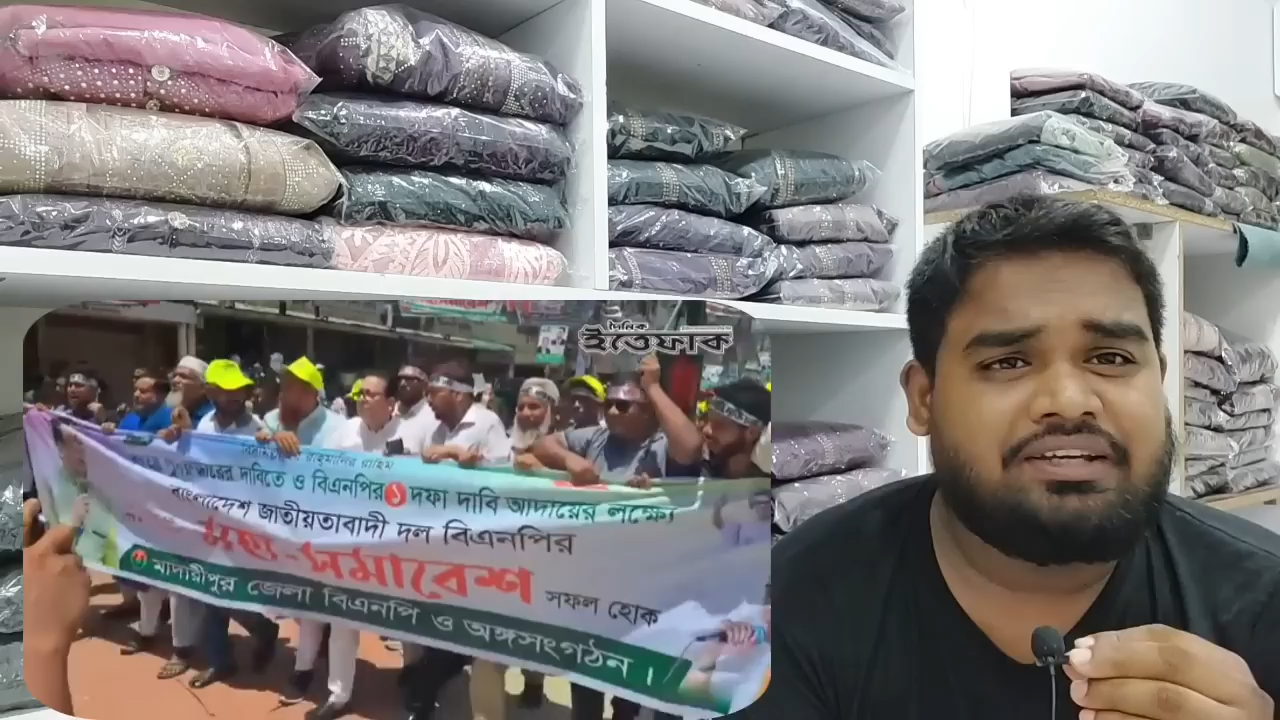 দৈনিক
ইত্তেফাক
দাবিতে ও বিএনপির ১ দফা দাবি আদায়ের লক্ষ্যে
বাংলাদেশ জাতীয়তাবাদী দল বিএনপির
মহা-সমাবেশ সফল হোক
মাদারীপুর জেলা বিএনপি ও অঙ্গসংগঠন।